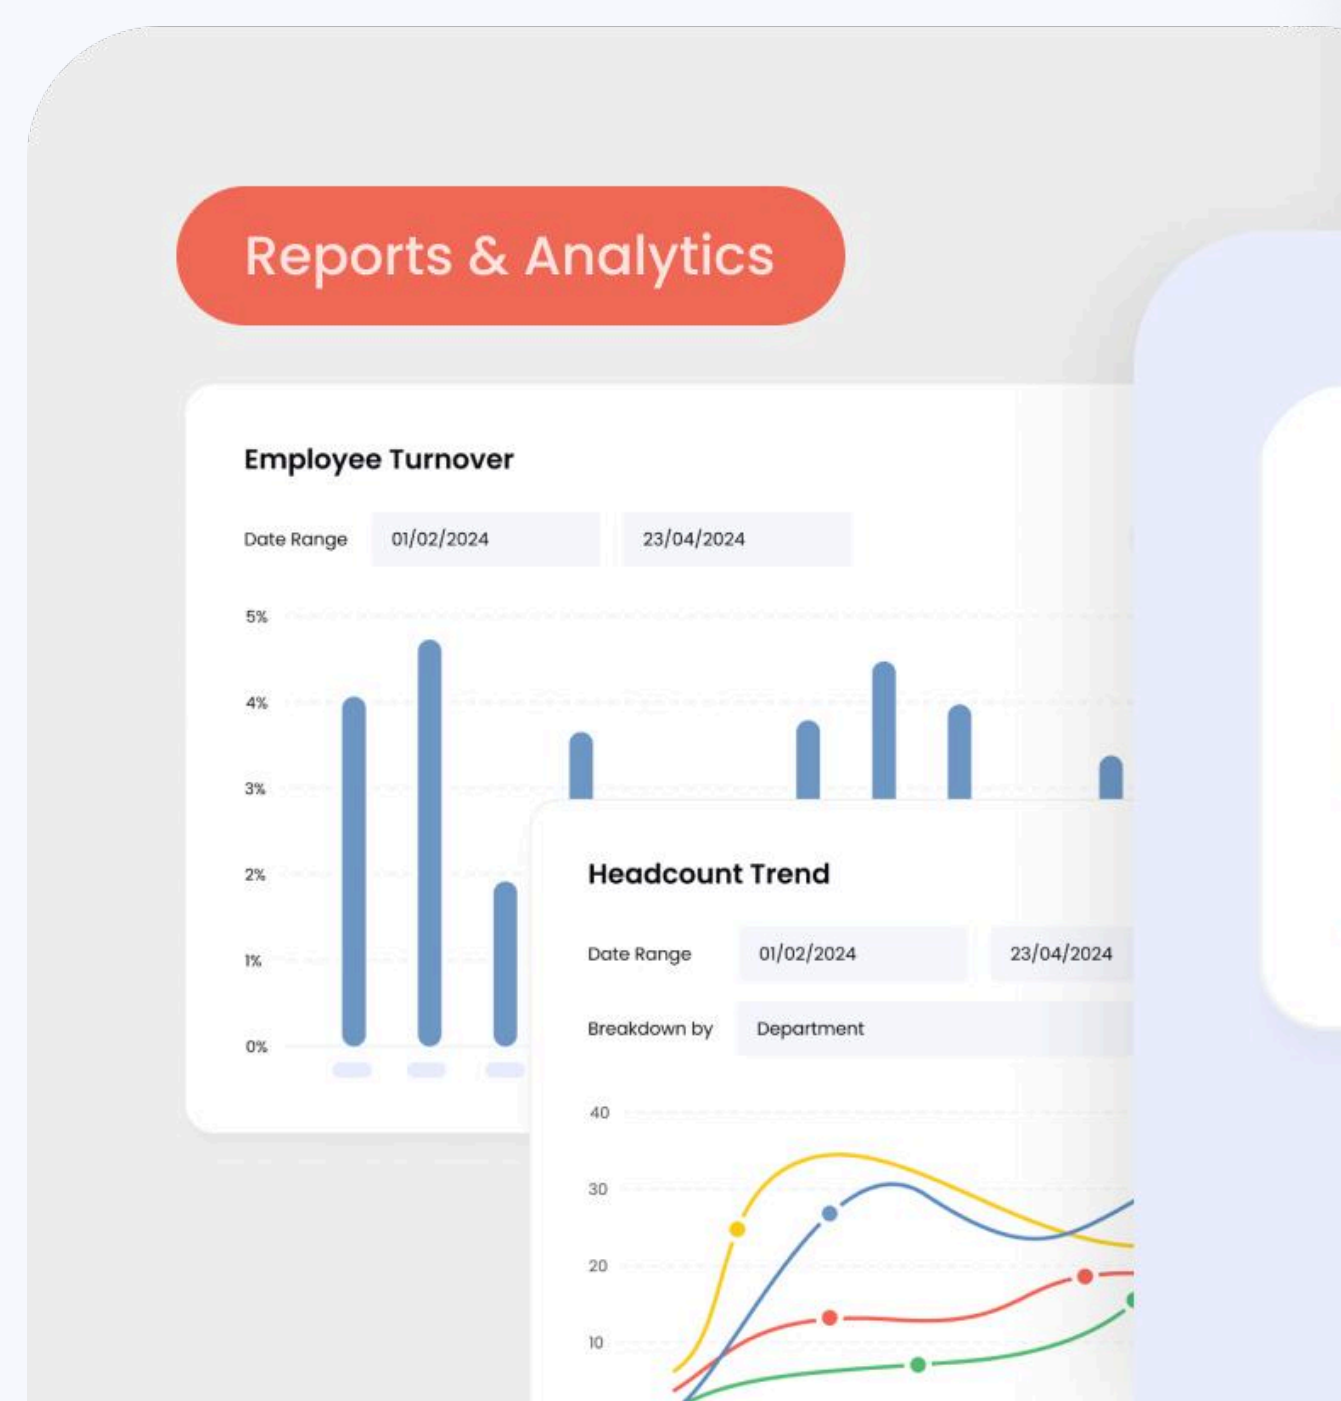 Reports & Analytics
Employee Turnover
Date Range 01/02/2024 23/04/2024
5%
4%
3%
2%
1%
0%
Headcount Trend
Date Range 01/02/2024 23/04/2024
Breakdown by Department
40
30
20
10